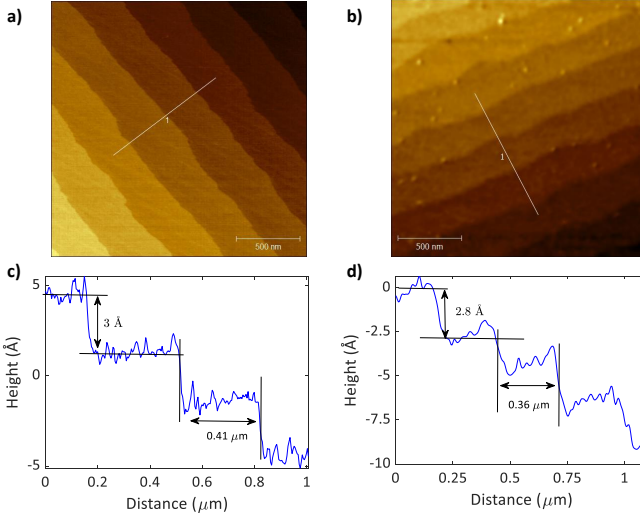 a)
1
500 nm
b)
1
500 nm
c)
5
0
-5
Height (Å)
3 Å
0.41 μm
0
0.2
0.4
0.6
0.8
1
Distance (μm)
d)
0
-2.5
-5
-7.5
-10
Height (Å)
2.8 Å
0.36 μm
0
0.25
0.5
0.75
1
Distance (μm)